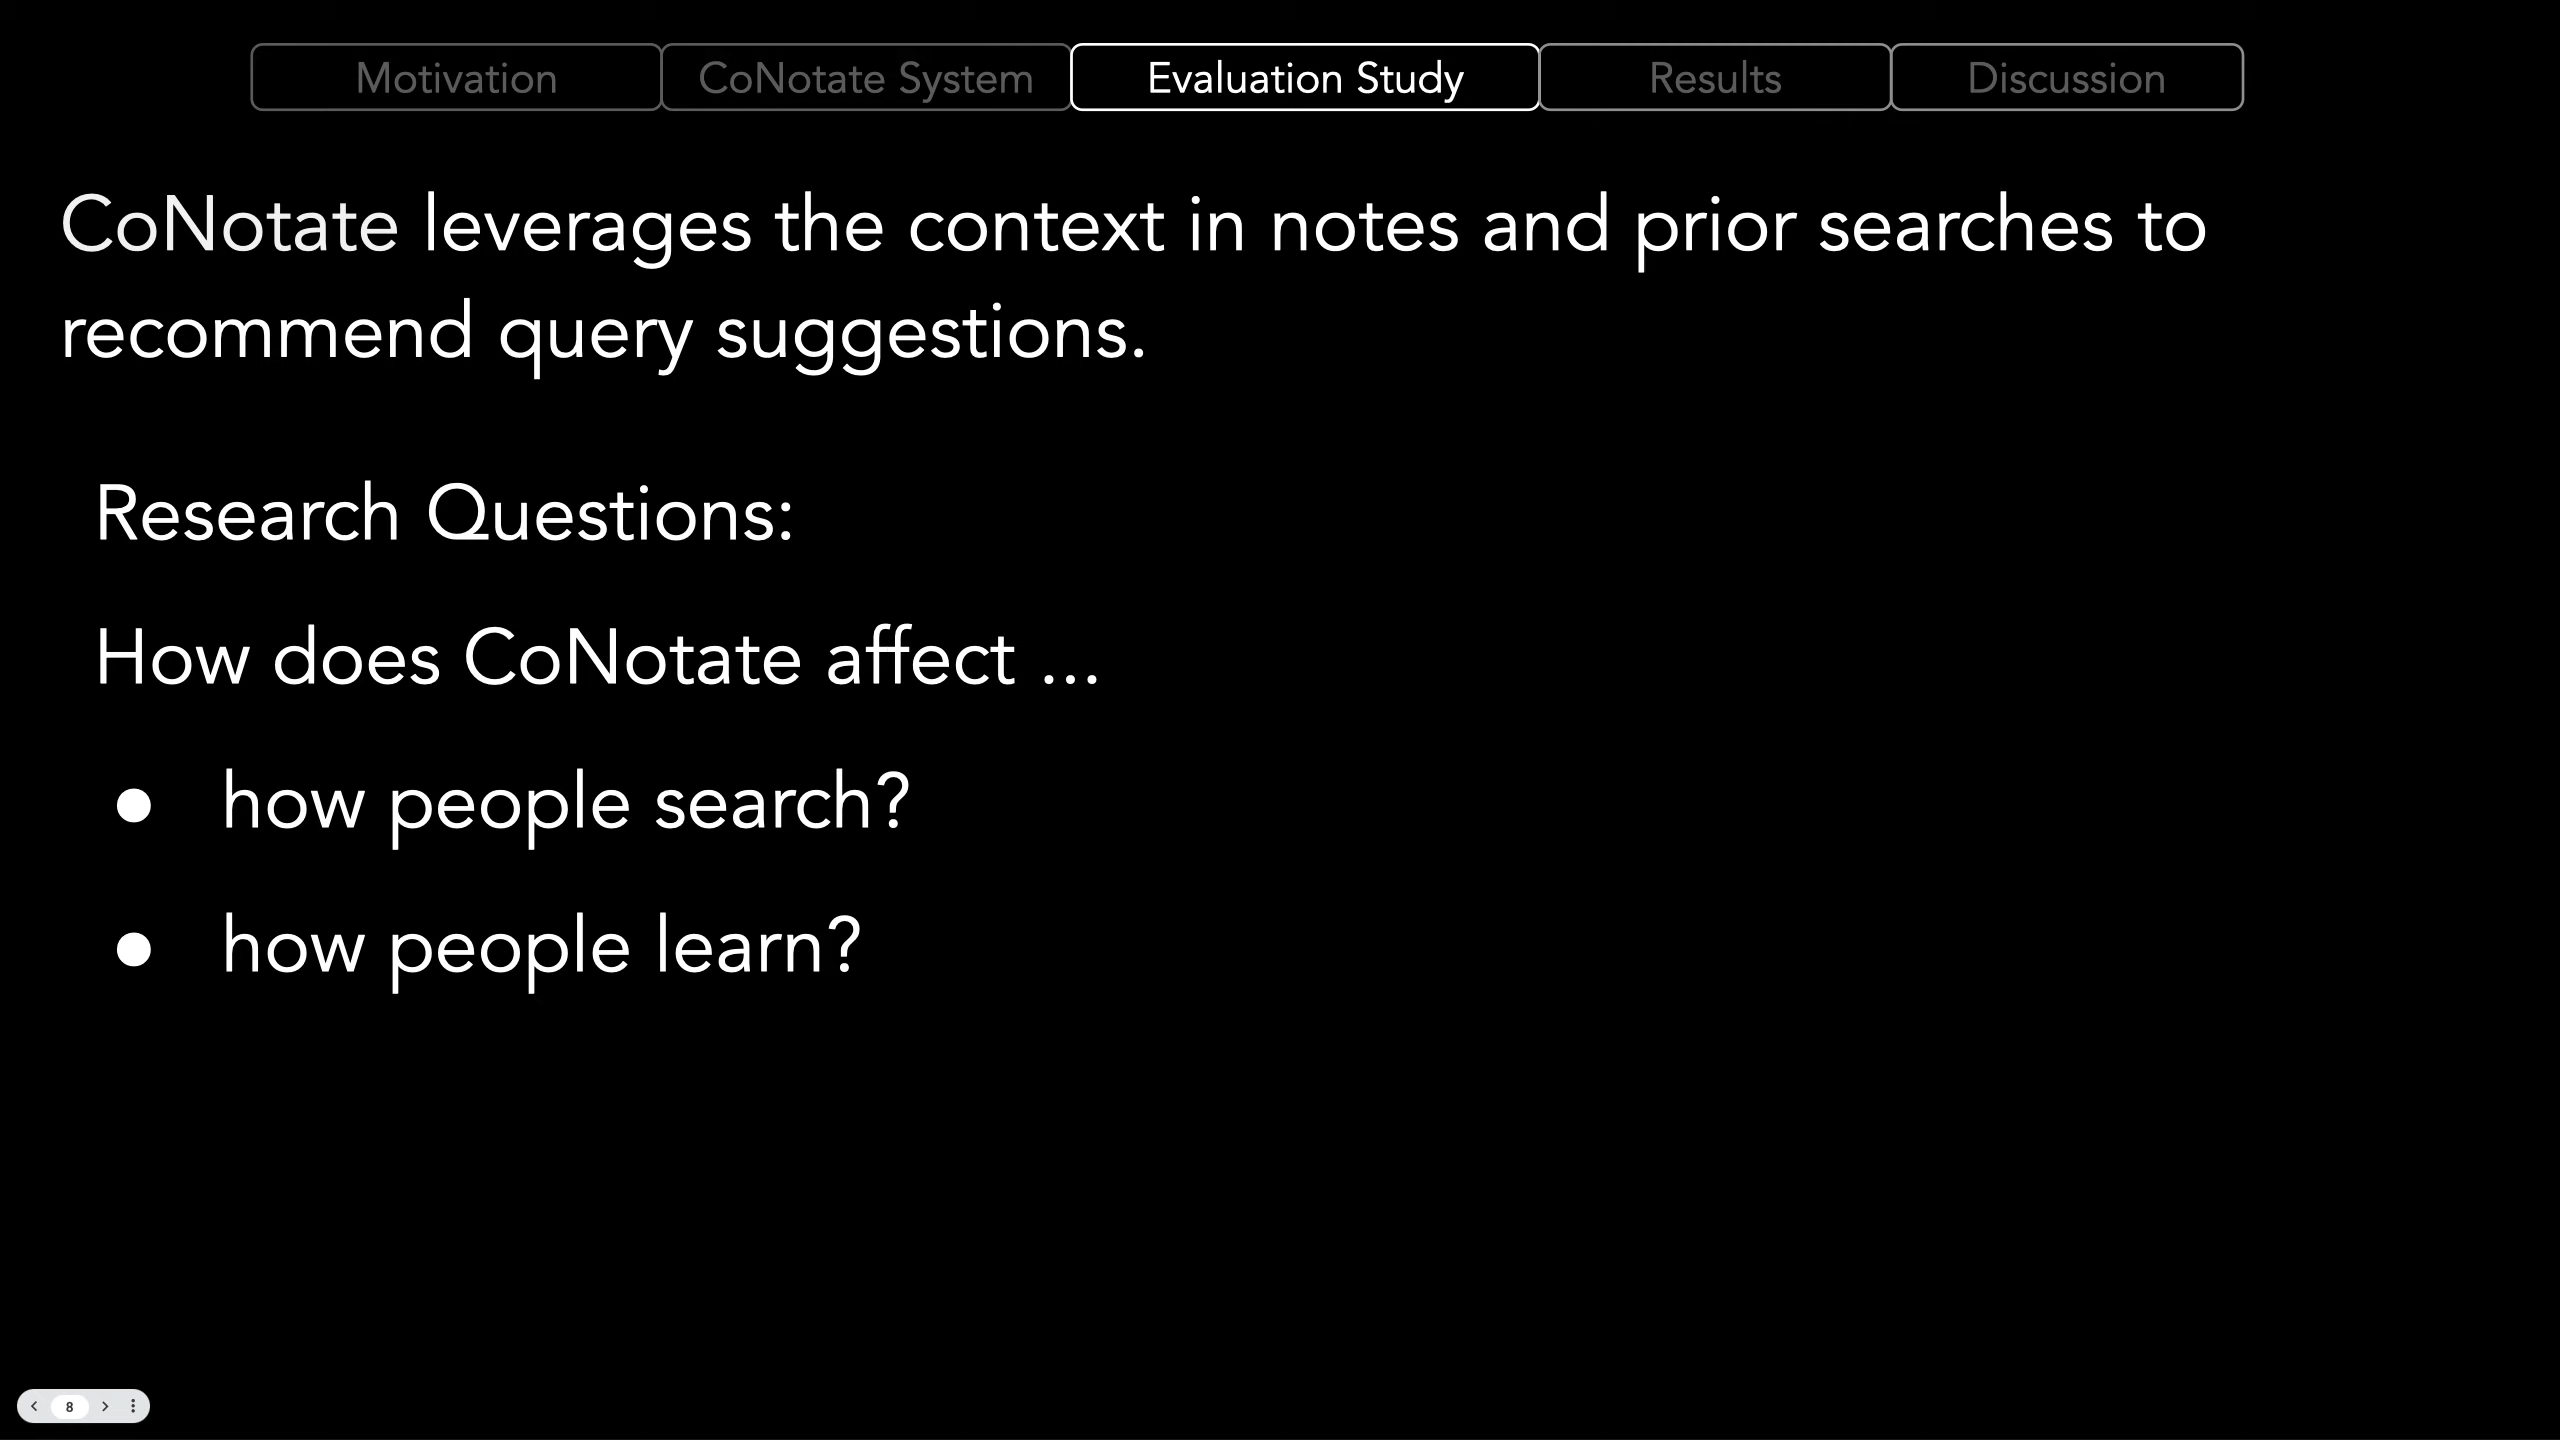 Motivation
CoNotate System
Evaluation Study
Results
Discussion
CoNotate leverages the context in notes and prior searches to
recommend query suggestions.
Research Questions:
How does CoNotate affect ...
● how people search?
● how people learn?
8